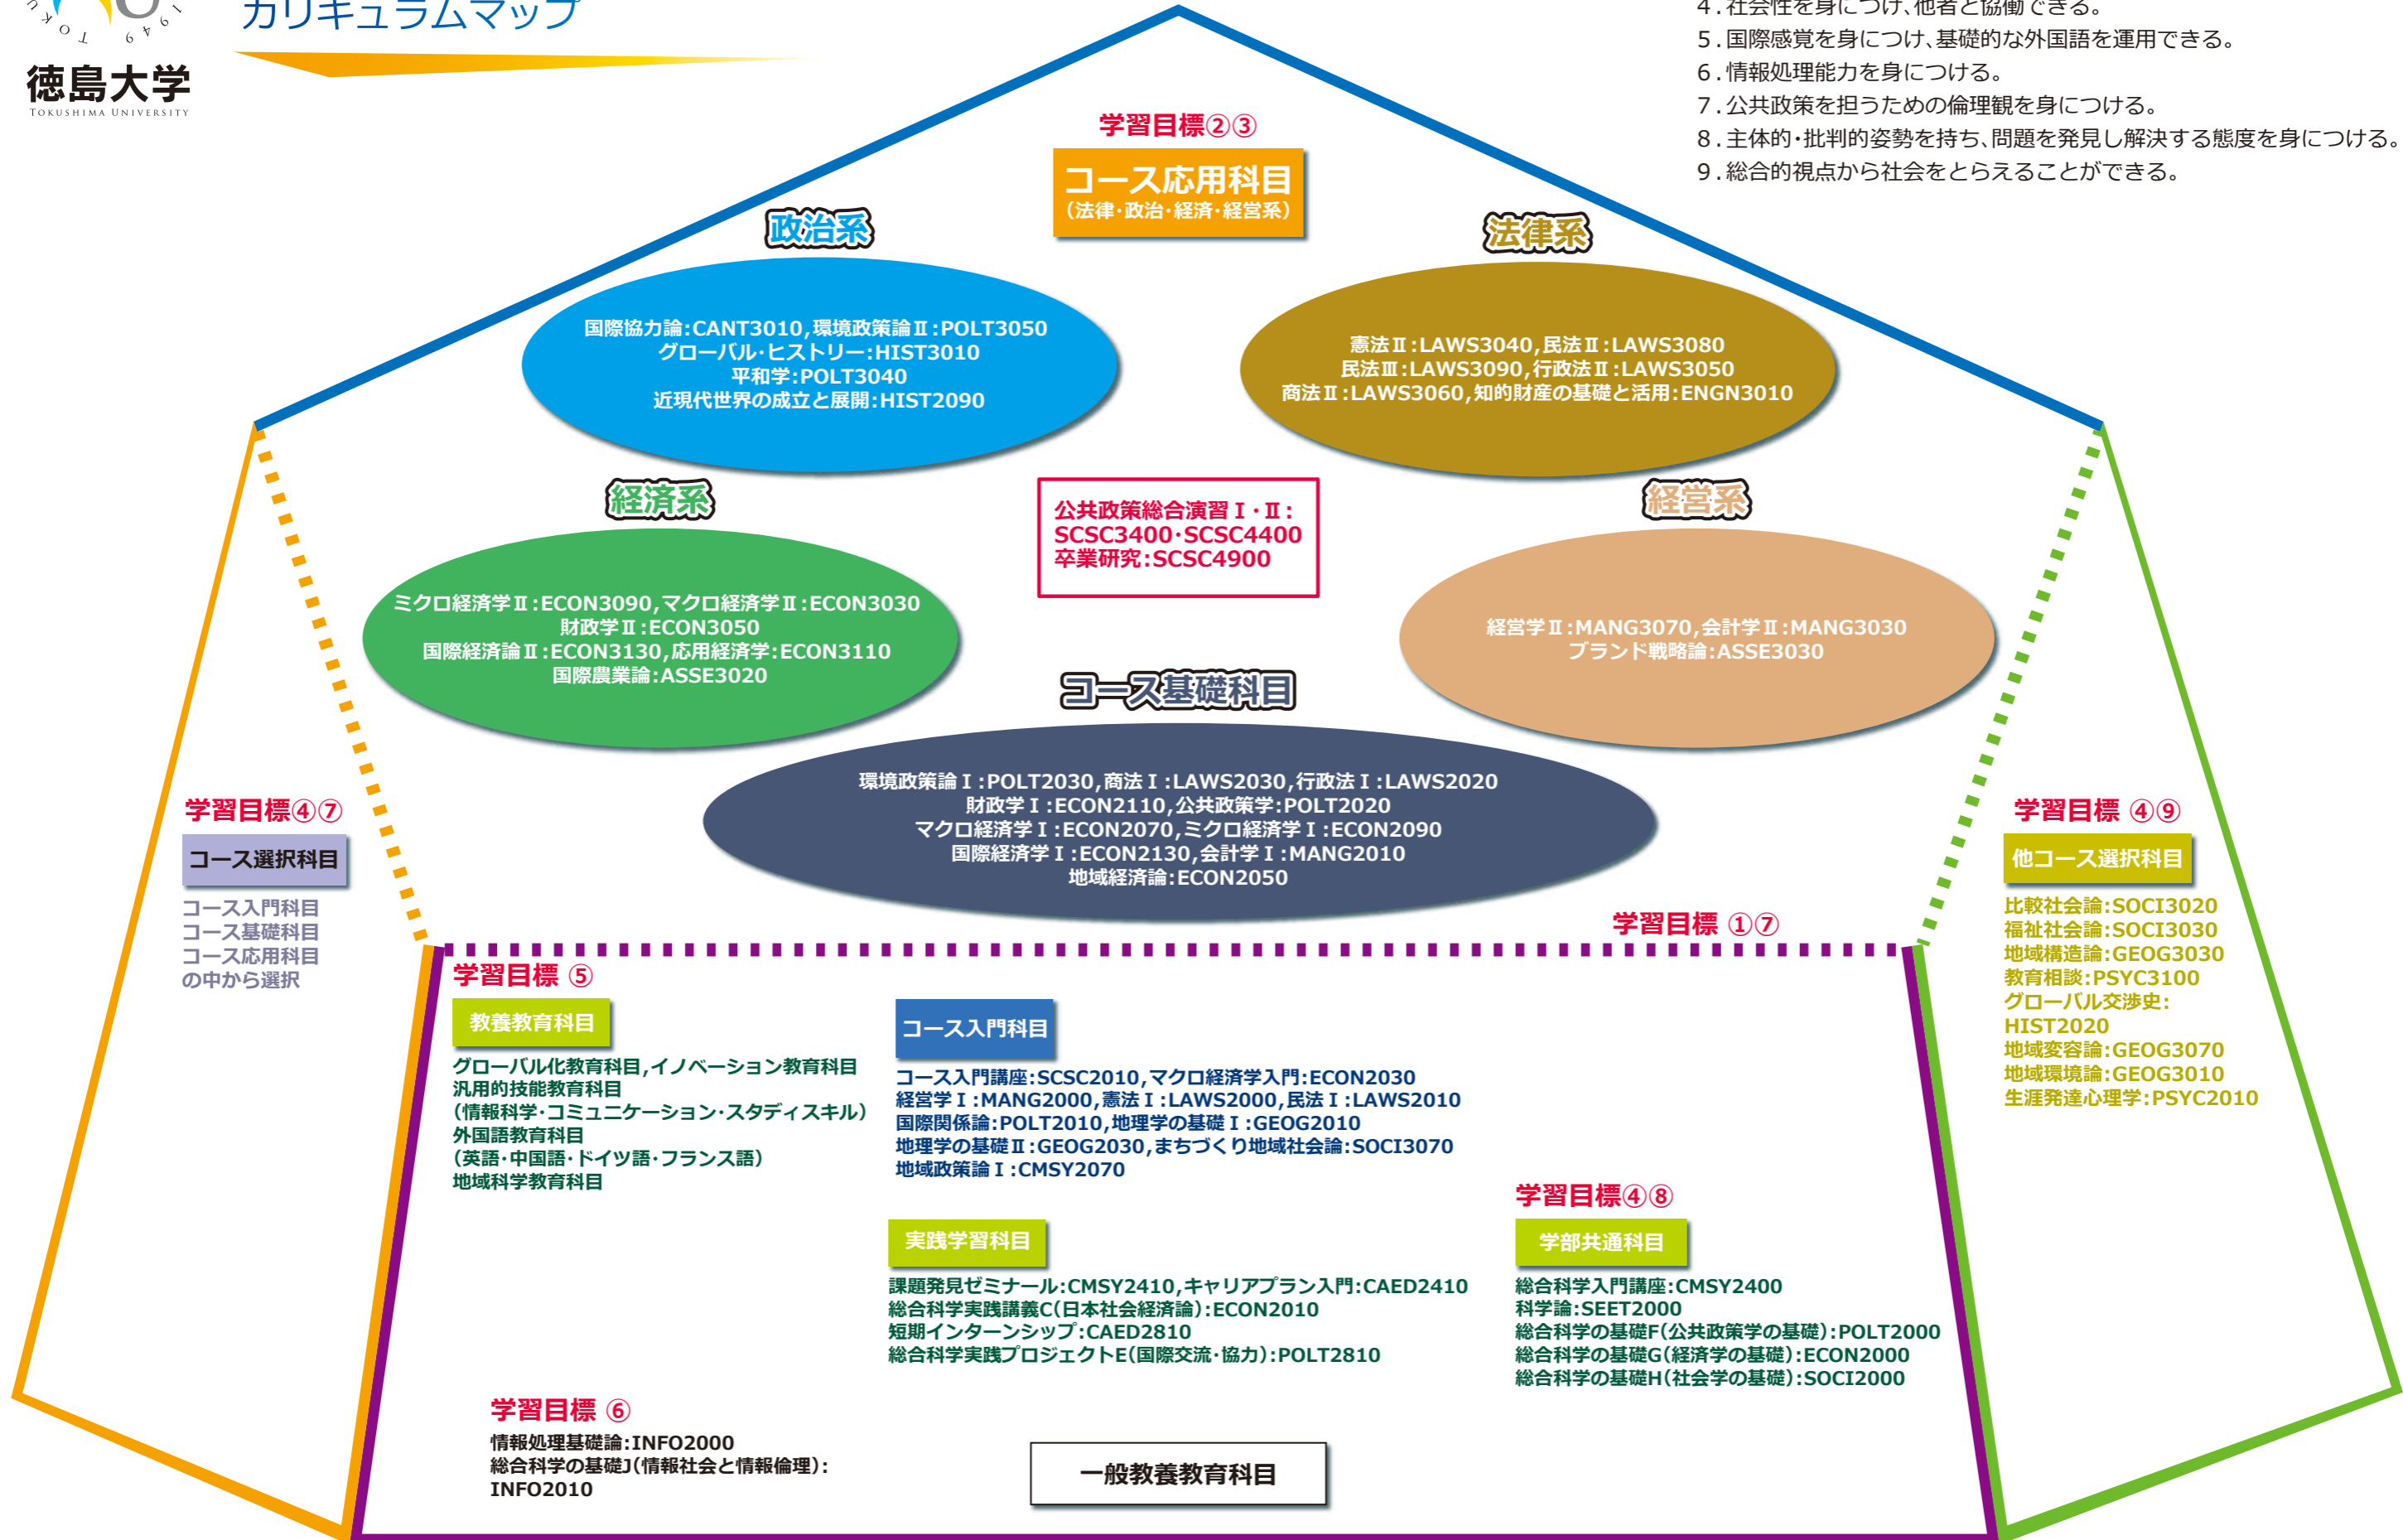 カリキュラムマップ
徳島大学
TOKUSHIMA UNIVERSITY
4.社会性を身につけ、他者と協働できる。
5.国際感覚を身につけ、基礎的な外国語を運用できる。
6.情報処理能力を身につける。
7.公共政策を担うための倫理観を身につける。
8.主体的・批判的姿勢を持ち、問題を発見し解決する態度を身につける。
9.総合的視点から社会をとらえることができる。
学習目標②③
コース応用科目
(法律・政治・経済・経営系)
政治系
国際協力論:CANT3010,環境政策論Ⅱ:POLT3050
グローバル・ヒストリー:HIST3010
平和学:POLT3040
近現代世界の成立と展開:HIST2090
法律系
憲法Ⅱ:LAWS3040,民法Ⅱ:LAWS3080
民法Ⅲ:LAWS3090,行政法Ⅱ:LAWS3050
商法Ⅱ:LAWS3060,知的財産の基礎と活用:ENGN3010
経済系
ミクロ経済学Ⅱ:ECON3090,マクロ経済学Ⅱ:ECON3030
財政学Ⅱ:ECON3050
国際経済論Ⅱ:ECON3130,応用経済学:ECON3110
国際農業論:ASSE3020
公共政策総合演習Ⅰ・Ⅱ:
SCSC3400・SCSC4400
卒業研究:SCSC4900
経営系
経営学Ⅱ:MANG3070,会計学Ⅱ:MANG3030
ブランド戦略論:ASSE3030
コース基礎科目
環境政策論Ⅰ:POLT2030,商法Ⅰ:LAWS2030,行政法Ⅰ:LAWS2020
財政学Ⅰ:ECON2110,公共政策学:POLT2020
マクロ経済学Ⅰ:ECON2070,ミクロ経済学Ⅰ:ECON2090
国際経済学Ⅰ:ECON2130,会計学Ⅰ:MANG2010
地域経済論:ECON2050
学習目標④⑦
コース選択科目
コース入門科目
コース基礎科目
コース応用科目
の中から選択
学習目標 ④⑨
他コース選択科目
比較社会論:SOCI3020
福祉社会論:SOCI3030
地域構造論:GEOG3030
教育相談:PSYC3100
グローバル交渉史:
HIST2020
地域変容論:GEOG3070
地域環境論:GEOG3010
生涯発達心理学:PSYC2010
学習目標 ①⑦
学習目標 ⑤
教養教育科目
グローバル化教育科目,イノベーション教育科目
汎用的技能教育科目
(情報科学・コミュニケーション・スタディスキル)
外国語教育科目
(英語・中国語・ドイツ語・フランス語)
地域科学教育科目
コース入門科目
コース入門講座:SCSC2010,マクロ経済学入門:ECON2030
経営学Ⅰ:MANG2000,憲法Ⅰ:LAWS2000,民法Ⅰ:LAWS2010
国際関係論:POLT2010,地理学の基礎Ⅰ:GEOG2010
地理学の基礎Ⅱ:GEOG2030,まちづくり地域社会論:SOCI3070
地域政策論Ⅰ:CMSY2070
実践学習科目
課題発見ゼミナール:CMSY2410,キャリアプラン入門:CAED2410
総合科学実践講義C(日本社会経済論):ECON2010
短期インターンシップ:CAED2810
総合科学実践プロジェクトE(国際交流・協力):POLT2810
学習目標④⑧
学部共通科目
総合科学入門講座:CMSY2400
科学論:SEET2000
総合科学の基礎F(公共政策学の基礎):POLT2000
総合科学の基礎G(経済学の基礎):ECON2000
総合科学の基礎H(社会学の基礎):SOCI2000
学習目標 ⑥
情報処理基礎論:INFO2000
総合科学の基礎J(情報社会と情報倫理):
INFO2010
一般教養教育科目